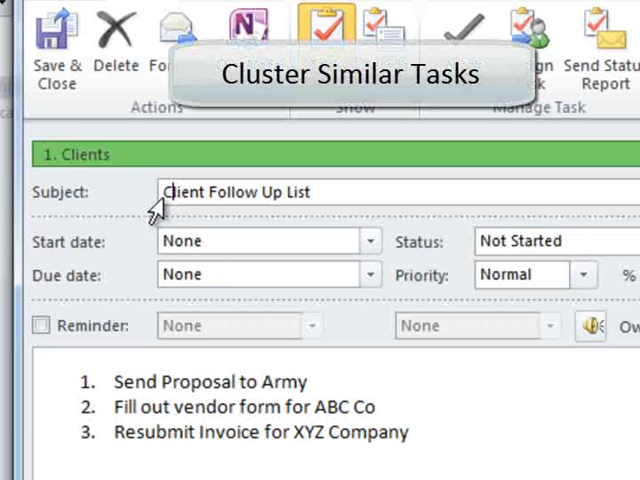 Save & Close
Delete
Cluster Similar Tasks
Send Statu
Report
Actions
Show
Manage Task
1. Clients
Subject: Client Follow Up List
Start date: None Status: Not Started
Due date: None Priority: Normal %
Reminder: None None Ow
1. Send Proposal to Army
2. Fill out vendor form for ABC Co
3. Resubmit Invoice for XYZ Company